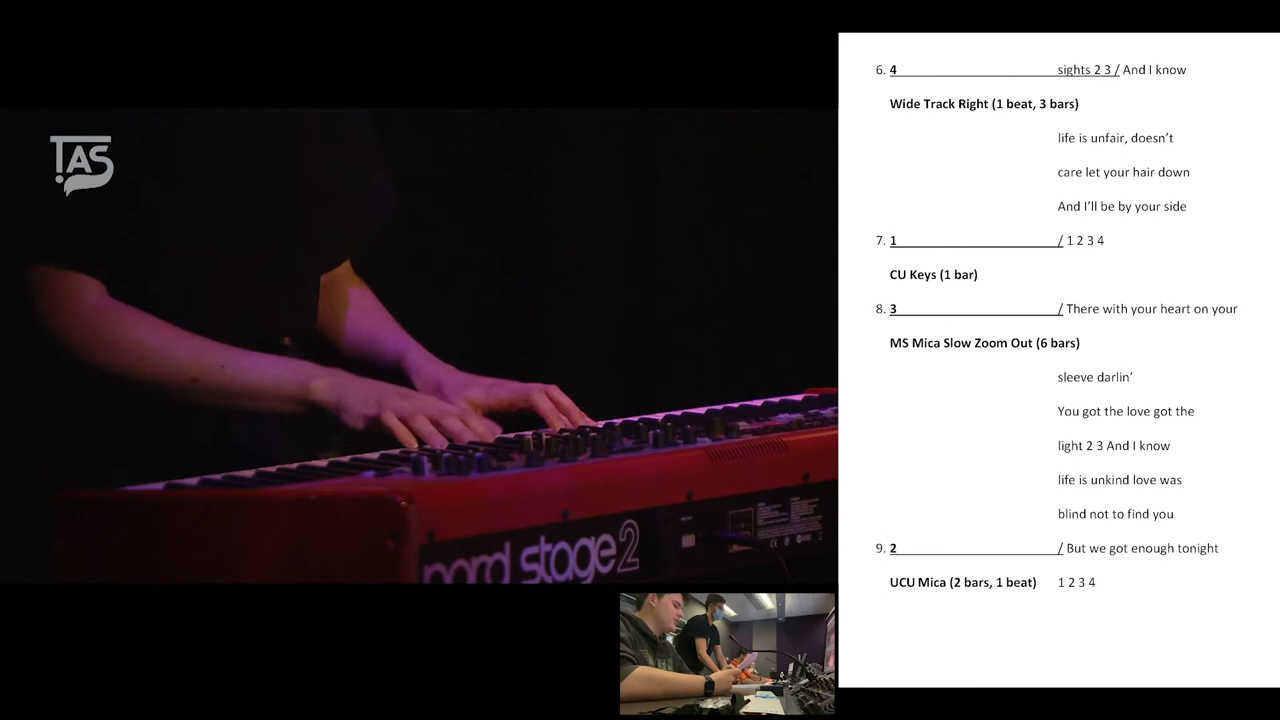 TAS
nord stage 2
6. 4 sights 2 3 / And I know
Wide Track Right (1 beat, 3 bars)
life is unfair, doesn’t
care let your hair down
And I’ll be by your side
7. 1 / 1 2 3 4
CU Keys (1 bar)
8. 3 / There with your heart on your
MS Mica Slow Zoom Out (6 bars)
sleeve darlin’
You got the love got the
light 2 3 And I know
life is unkind love was
blind not to find you
9. 2 / But we got enough tonight
UCU Mica (2 bars, 1 beat) 1 2 3 4